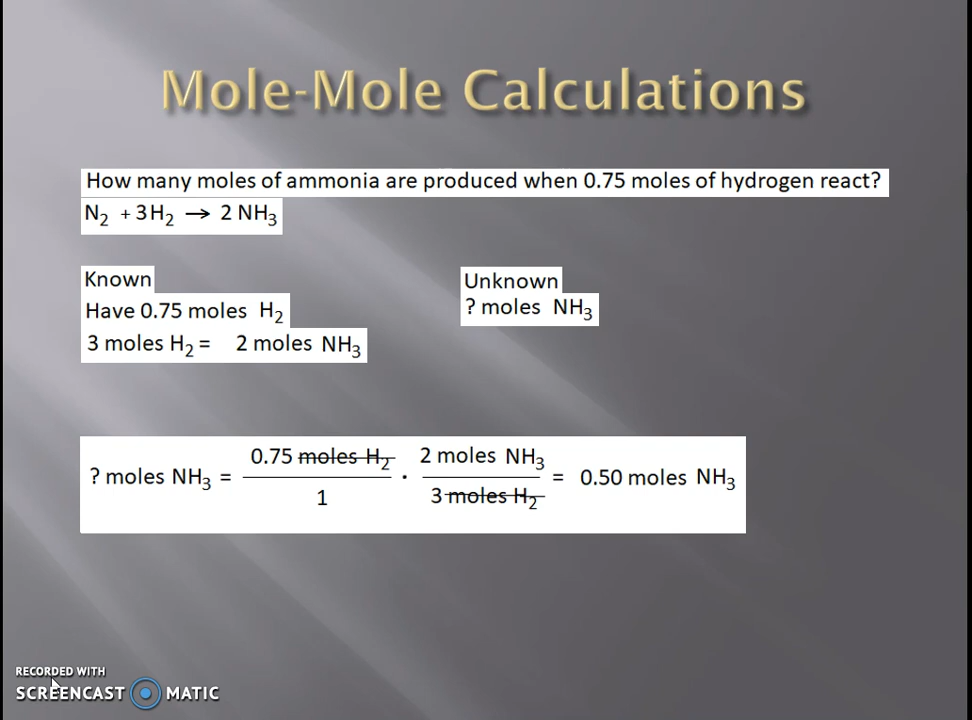 Mole-Mole Calculations
How many moles of ammonia are produced when 0.75 moles of hydrogen react?
N₂ + 3H₂ → 2 NH₃
Known
Unknown
Have 0.75 moles H₂
? moles NH₃
3 moles H₂ = 2 moles NH₃
? moles NH₃ = 0.75 moles H₂ / 1 · 2 moles NH₃ / 3 moles H₂ = 0.50 moles NH₃
RECORDED WITH
SCREENCAST MATIC